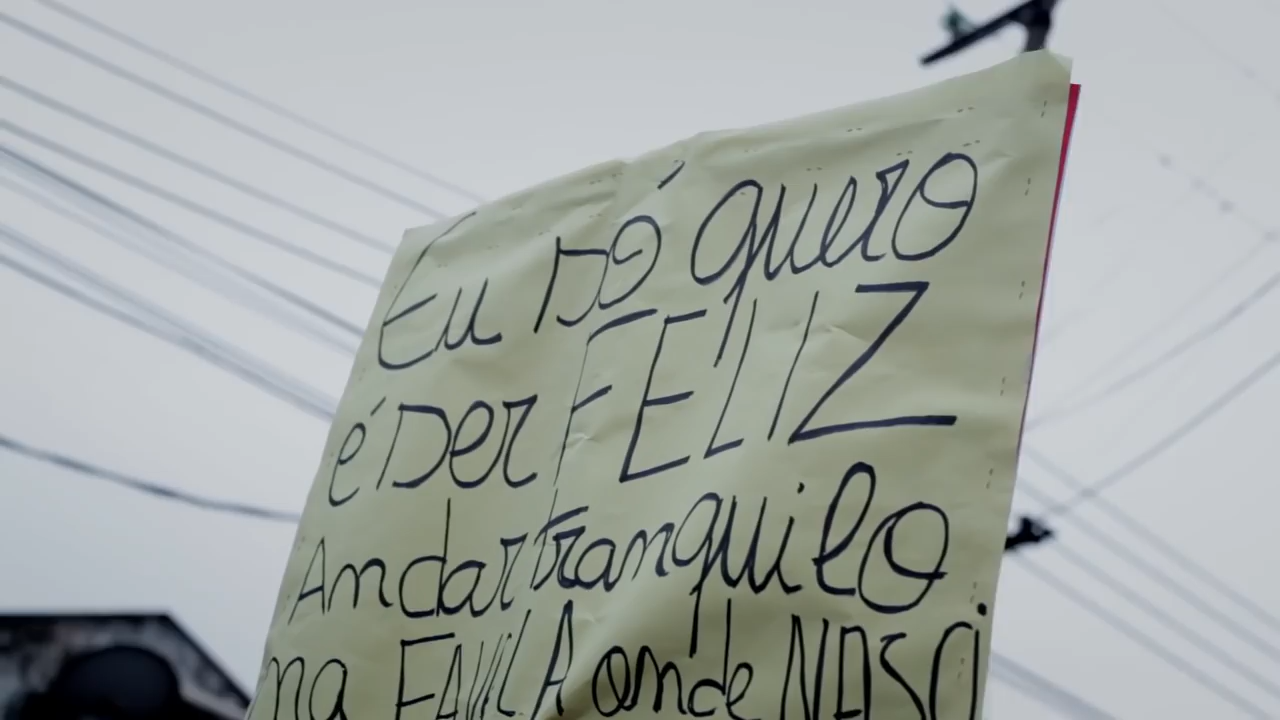 Eu só quero
é ser FELIZ
Andar tranquilo
na FAVELA onde NASCI